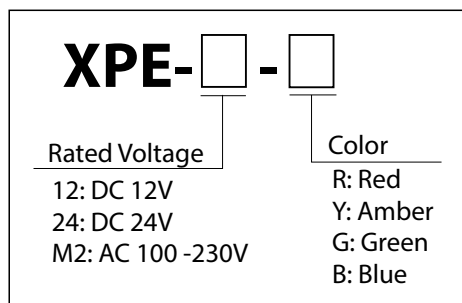 XPE-□ - □
Rated Voltage
12: DC 12V
24: DC 24V
M2: AC 100 -230V
Color
R: Red
Y: Amber
G: Green
B: Blue